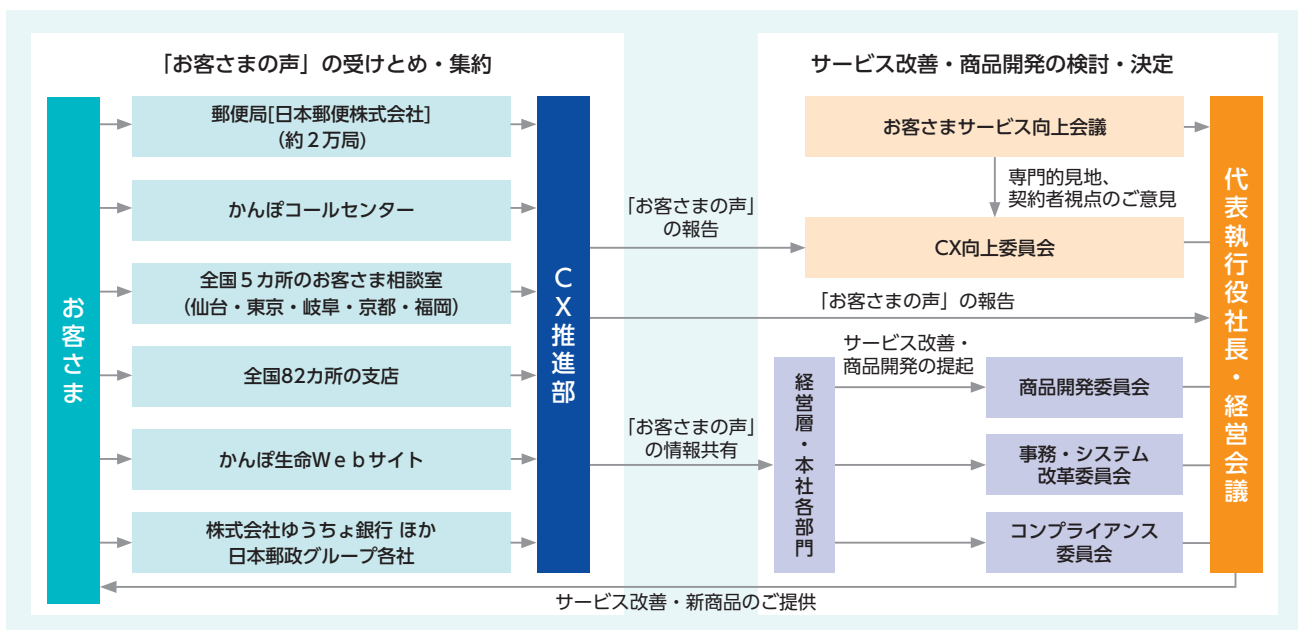 「お客さまの声」の受けとめ・集約
お客さま
郵便局[日本郵便株式会社]
(約2万局)
かんぽコールセンター
全国5カ所のお客さま相談室
(仙台・東京・岐阜・京都・福岡)
全国82カ所の支店
かんぽ生命Webサイト
株式会社ゆうちょ銀行 ほか
日本郵政グループ各社
CX推進部
「お客さまの声」
の報告
「お客さまの声」の報告
「お客さまの声」
の情報共有
サービス改善・商品開発の検討・決定
お客さまサービス向上会議
専門的見地、
契約者視点のご意見
CX向上委員会
経営層・本社各部門
サービス改善・
商品開発の提起
商品開発委員会
事務・システム
改革委員会
コンプライアンス
委員会
代表執行役社長・経営会議
サービス改善・新商品のご提供